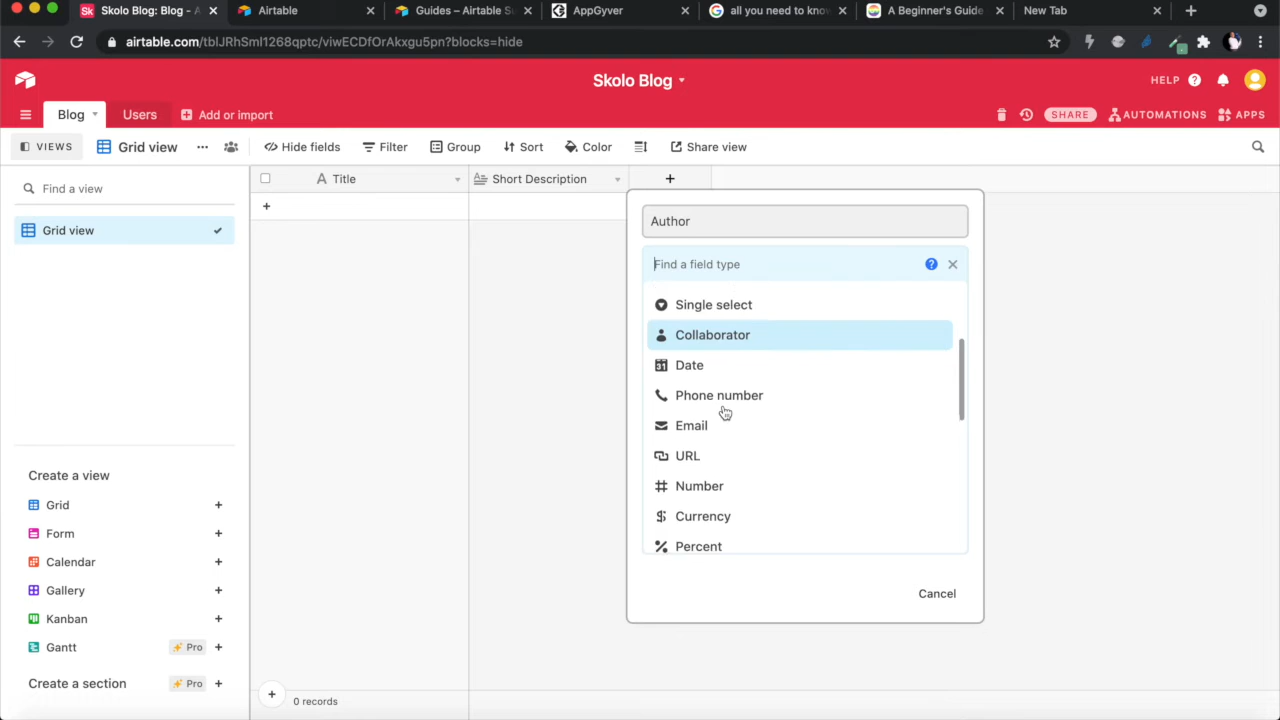 Sk Skolo Blog: Blog - A
Airtable
Guides – Airtable Su
AppGyver
all you need to know
A Beginner's Guide
New Tab
airtable.com/tblJRhSml1268qptc/viwECDfOrAkxgu5pn?blocks=hide
Skolo Blog
HELP
Blog
Users
Add or import
SHARE
AUTOMATIONS
APPS
VIEWS
Grid view
Hide fields
Filter
Group
Sort
Color
Share view
Find a view
Title
Short Description
Grid view
Author
Find a field type
Single select
Collaborator
Date
Phone number
Email
URL
Number
Currency
Percent
Cancel
Create a view
Grid
Form
Calendar
Gallery
Kanban
Gantt
Pro
Create a section
Pro
0 records